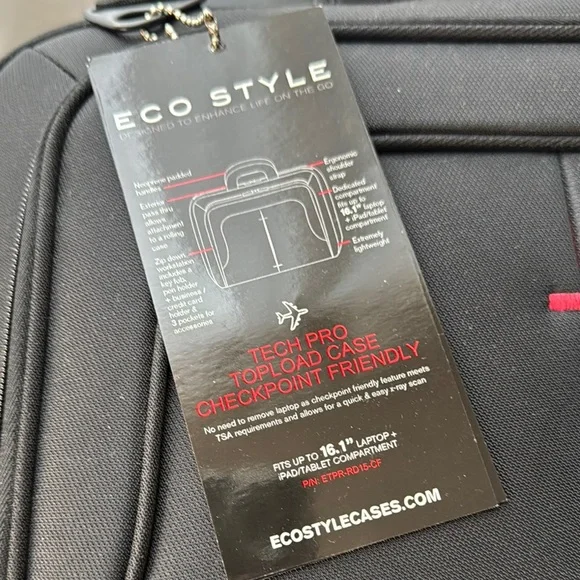 ECO STYLE
DESIGNED TO ENHANCE LIFE ON THE GO
Neoprene padded
handles
Exterior
pass thru
allows
attachment
to a rolling
case
Zip down
workstation
includes a
key fob,
pen holder
+ business /
credit card
holder &
3 pockets for
accessories
Ergonomic
shoulder
strap
Dedicated
compartment
fits up to
16.1" laptop
+ iPad/tablet
compartment
Extremely
lightweight
TECH PRO
TOPLOAD CASE
CHECKPOINT FRIENDLY
No need to remove laptop as checkpoint friendly feature meets
TSA requirements and allows for a quick & easy x-ray scan
FITS UP TO 16.1" LAPTOP +
iPAD/TABLET COMPARTMENT
P/N: ETPR-RD15-CF
ECOSTYLECASES.COM